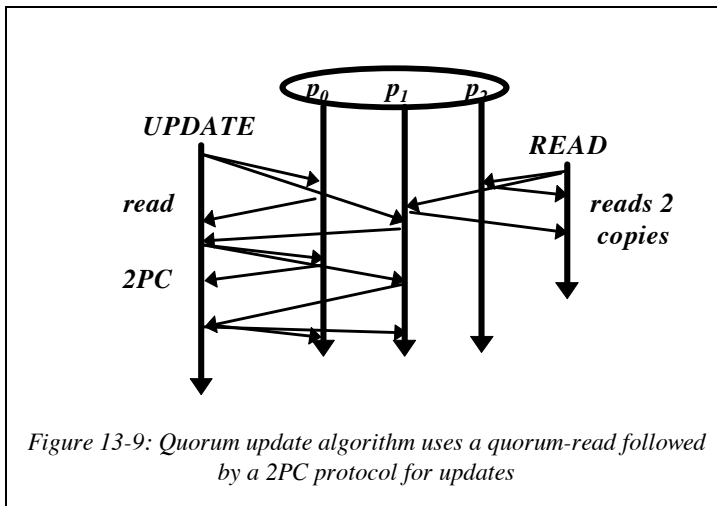 p0 p1 p2
UPDATE
READ
read
reads 2
copies
2PC
Figure 13-9: Quorum update algorithm uses a quorum-read followed
by a 2PC protocol for updates